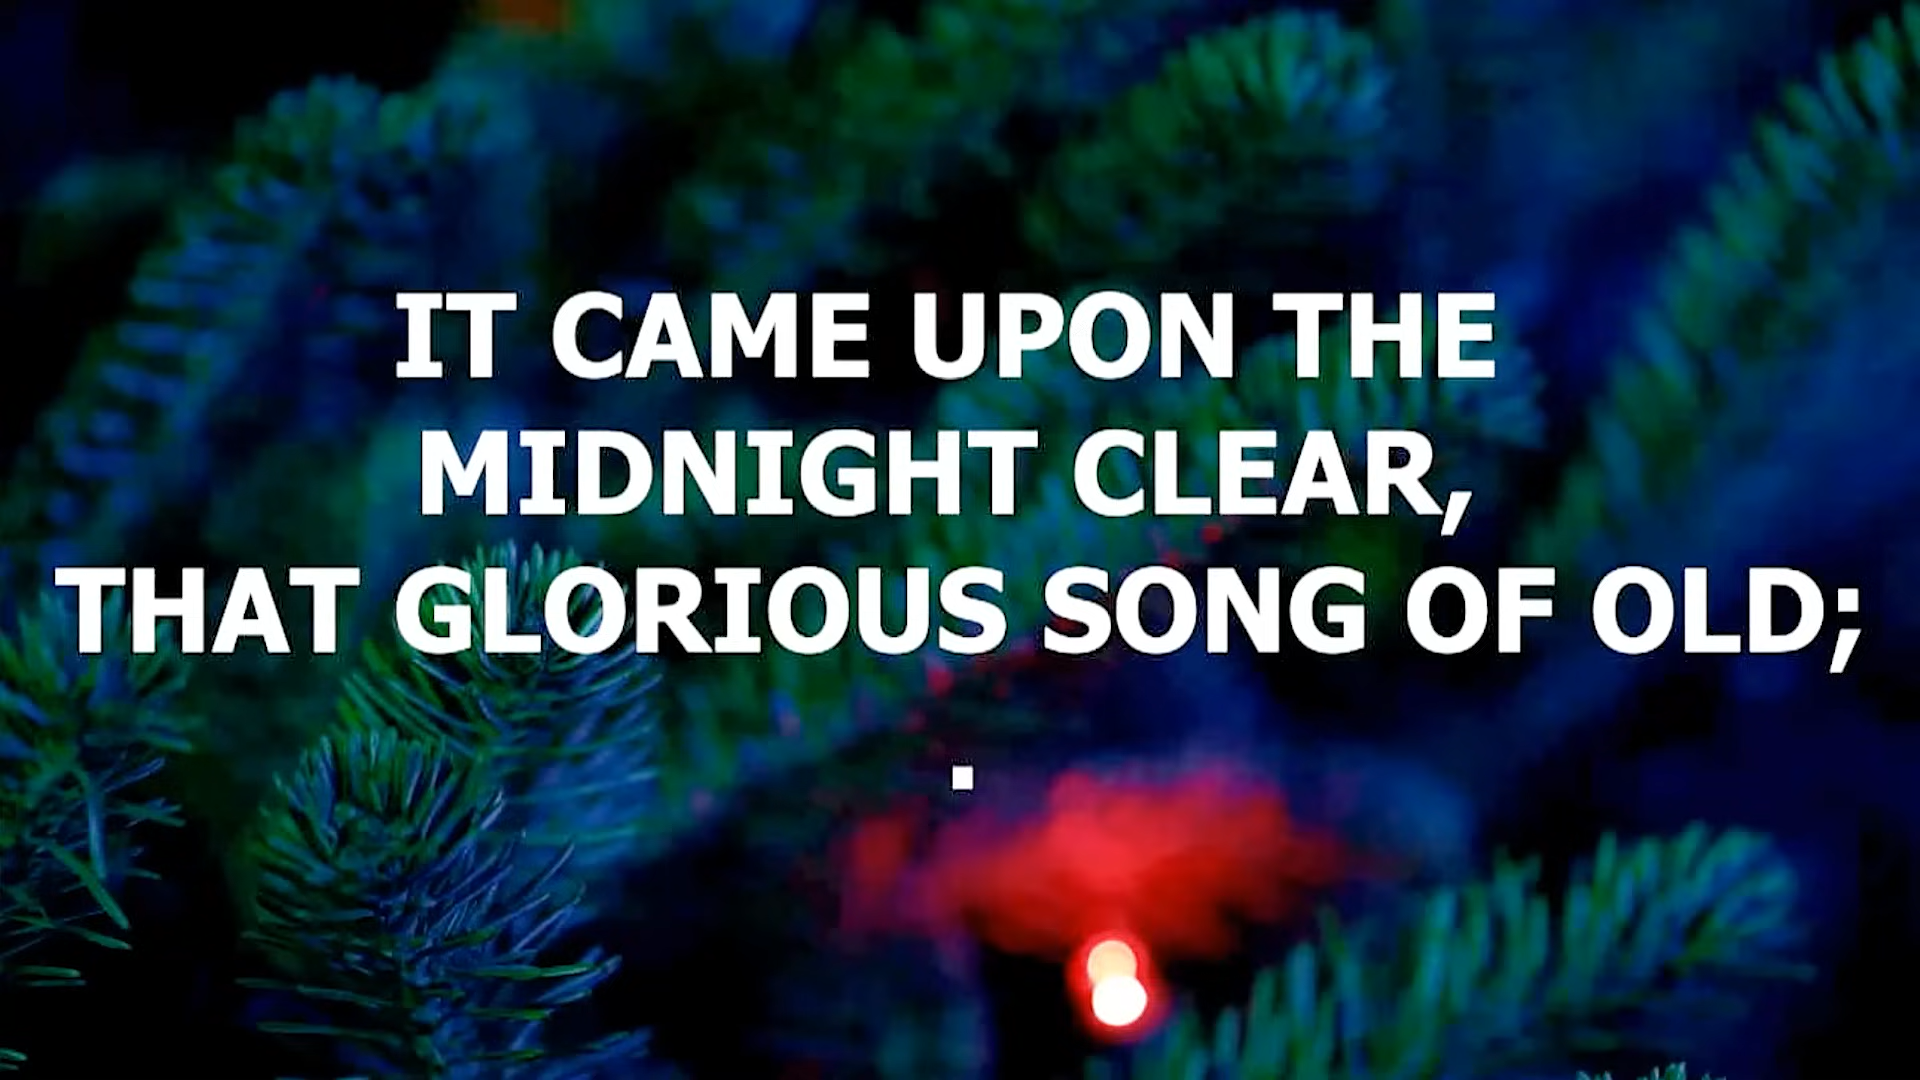 IT CAME UPON THE
MIDNIGHT CLEAR,
THAT GLORIOUS SONG OF OLD;
.